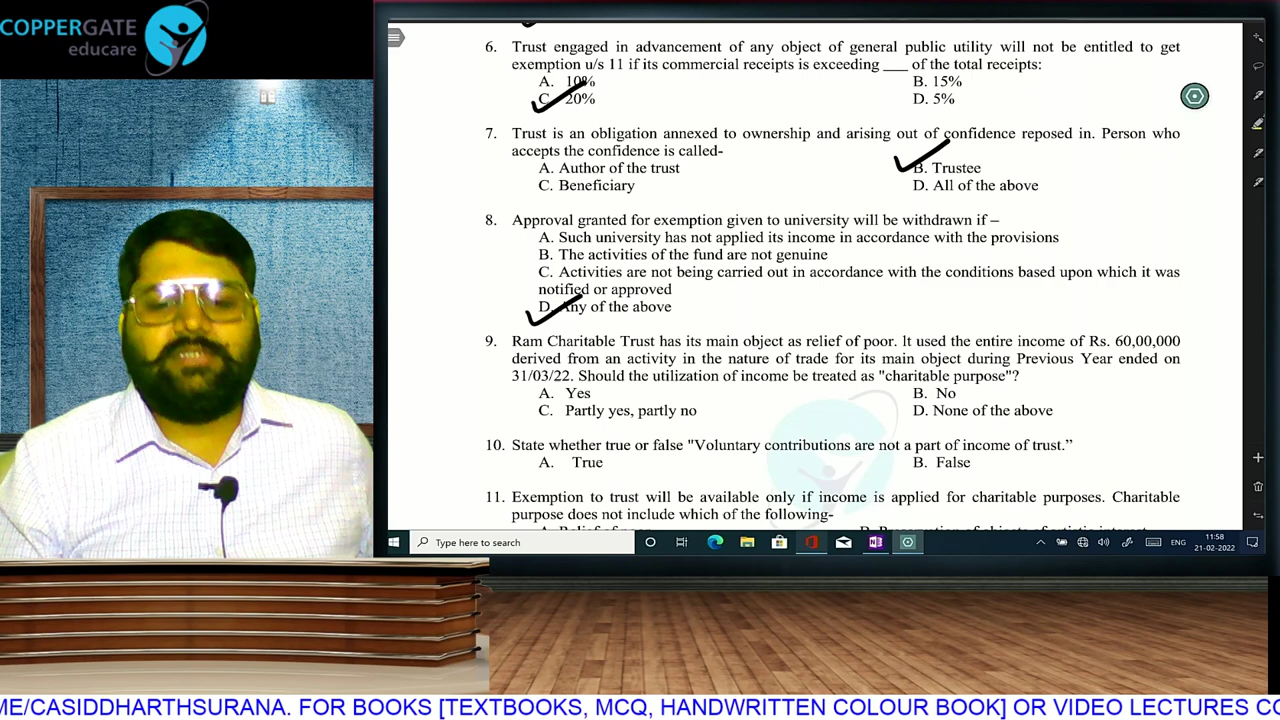 COPPERGATE
educare
6. Trust engaged in advancement of any object of general public utility will not be entitled to get
exemption u/s 11 if its commercial receipts is exceeding ___ of the total receipts:
A. 10% B. 15%
C. 20% D. 5%
7. Trust is an obligation annexed to ownership and arising out of confidence reposed in. Person who
accepts the confidence is called-
A. Author of the trust B. Trustee
C. Beneficiary D. All of the above
8. Approval granted for exemption given to university will be withdrawn if –
A. Such university has not applied its income in accordance with the provisions
B. The activities of the fund are not genuine
C. Activities are not being carried out in accordance with the conditions based upon which it was
notified or approved
D. Any of the above
9. Ram Charitable Trust has its main object as relief of poor. It used the entire income of Rs. 60,00,000
derived from an activity in the nature of trade for its main object during Previous Year ended on
31/03/22. Should the utilization of income be treated as "charitable purpose"?
A. Yes B. No
C. Partly yes, partly no D. None of the above
10. State whether true or false "Voluntary contributions are not a part of income of trust.”
A. True B. False
11. Exemption to trust will be available only if income is applied for charitable purposes. Charitable
purpose does not include which of the following-
A. Relief of poor B. Preservation of objects of artistic interest
Type here to search ENG 11:58
21-02-2022
ME/CASIDDHARTHSURANA. FOR BOOKS [TEXTBOOKS, MCQ, HANDWRITTEN COLOUR BOOK] OR VIDEO LECTURES CO